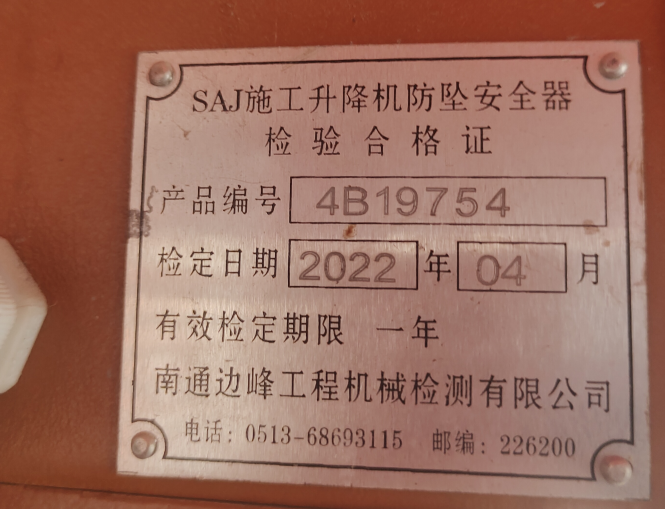 SAJ施工升降机防坠安全器
检验合格证
产品编号 4B19754
检定日期 2022 年 04 月
有效检定期限 一年
南通边峰工程机械检测有限公司
电话: 0513-68693115 邮编: 226200